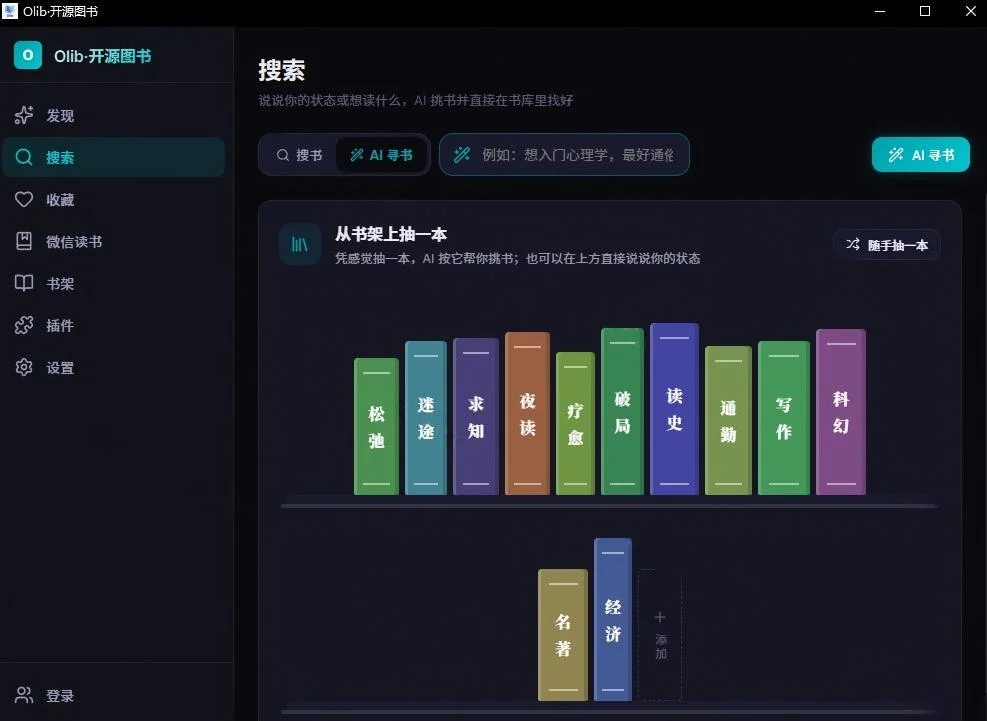 Olib·开源图书
O Olib·开源图书
发现
搜索
收藏
微信读书
书架
插件
设置
登录
搜索
说说你的状态或想读什么，AI 挑书并直接在书库里找好
搜书 AI 寻书 例如：想入门心理学，最好通俗 AI 寻书
从书架上抽一本
凭感觉抽一本，AI 按它帮你挑书；也可以在上方直接说说你的状态
随手抽一本
松弛
迷途
求知
夜读
疗愈
破局
读史
通勤
写作
科幻
名著
经济
+ 添加